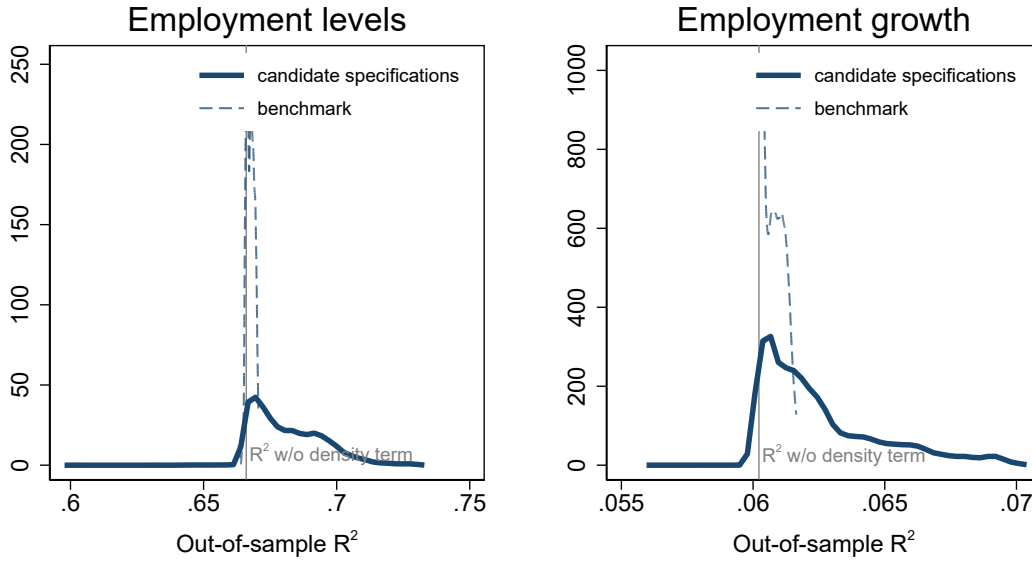 Employment levels
250
200
150
100
50
0
candidate specifications
benchmark
R² w/o density term
.6
.65
.7
.75
Out-of-sample R²
Employment growth
1000
800
600
400
200
0
candidate specifications
benchmark
R² w/o density term
.055
.06
.065
.07
Out-of-sample R²